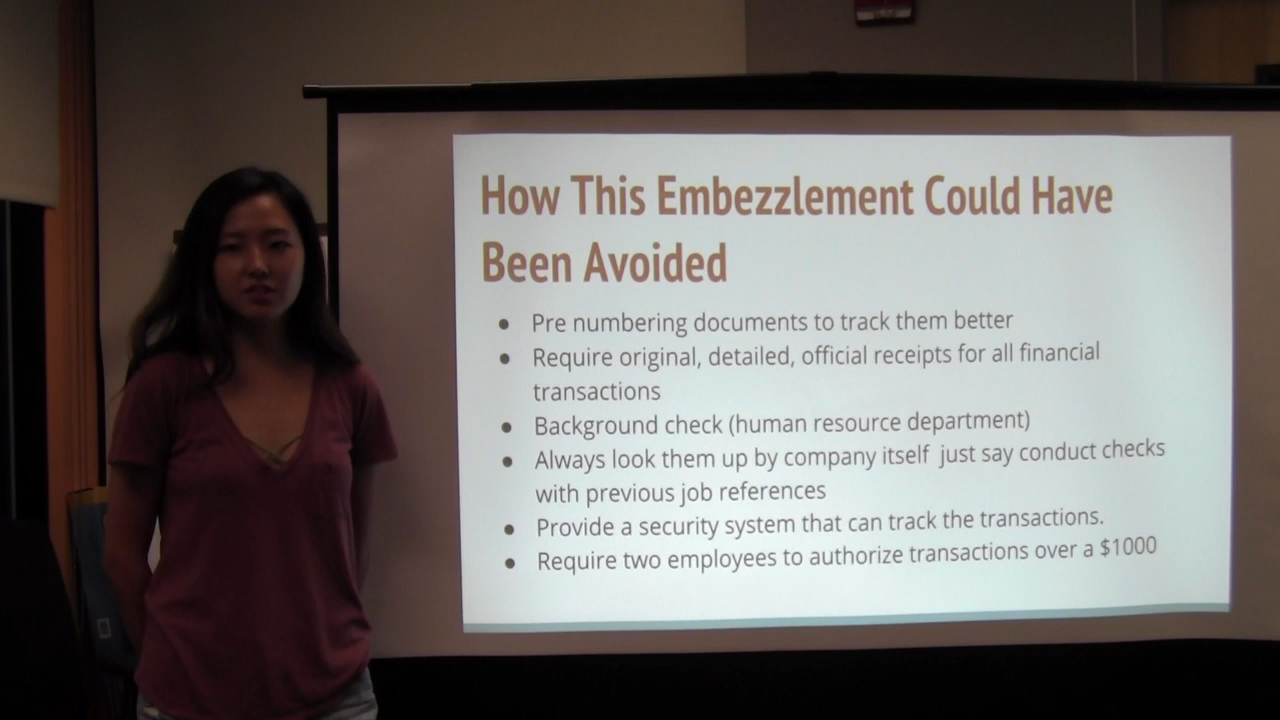 How This Embezzlement Could Have
Been Avoided
● Pre numbering documents to track them better
● Require original, detailed, official receipts for all financial
transactions
● Background check (human resource department)
● Always look them up by company itself just say conduct checks
with previous job references
● Provide a security system that can track the transactions.
● Require two employees to authorize transactions over a $1000